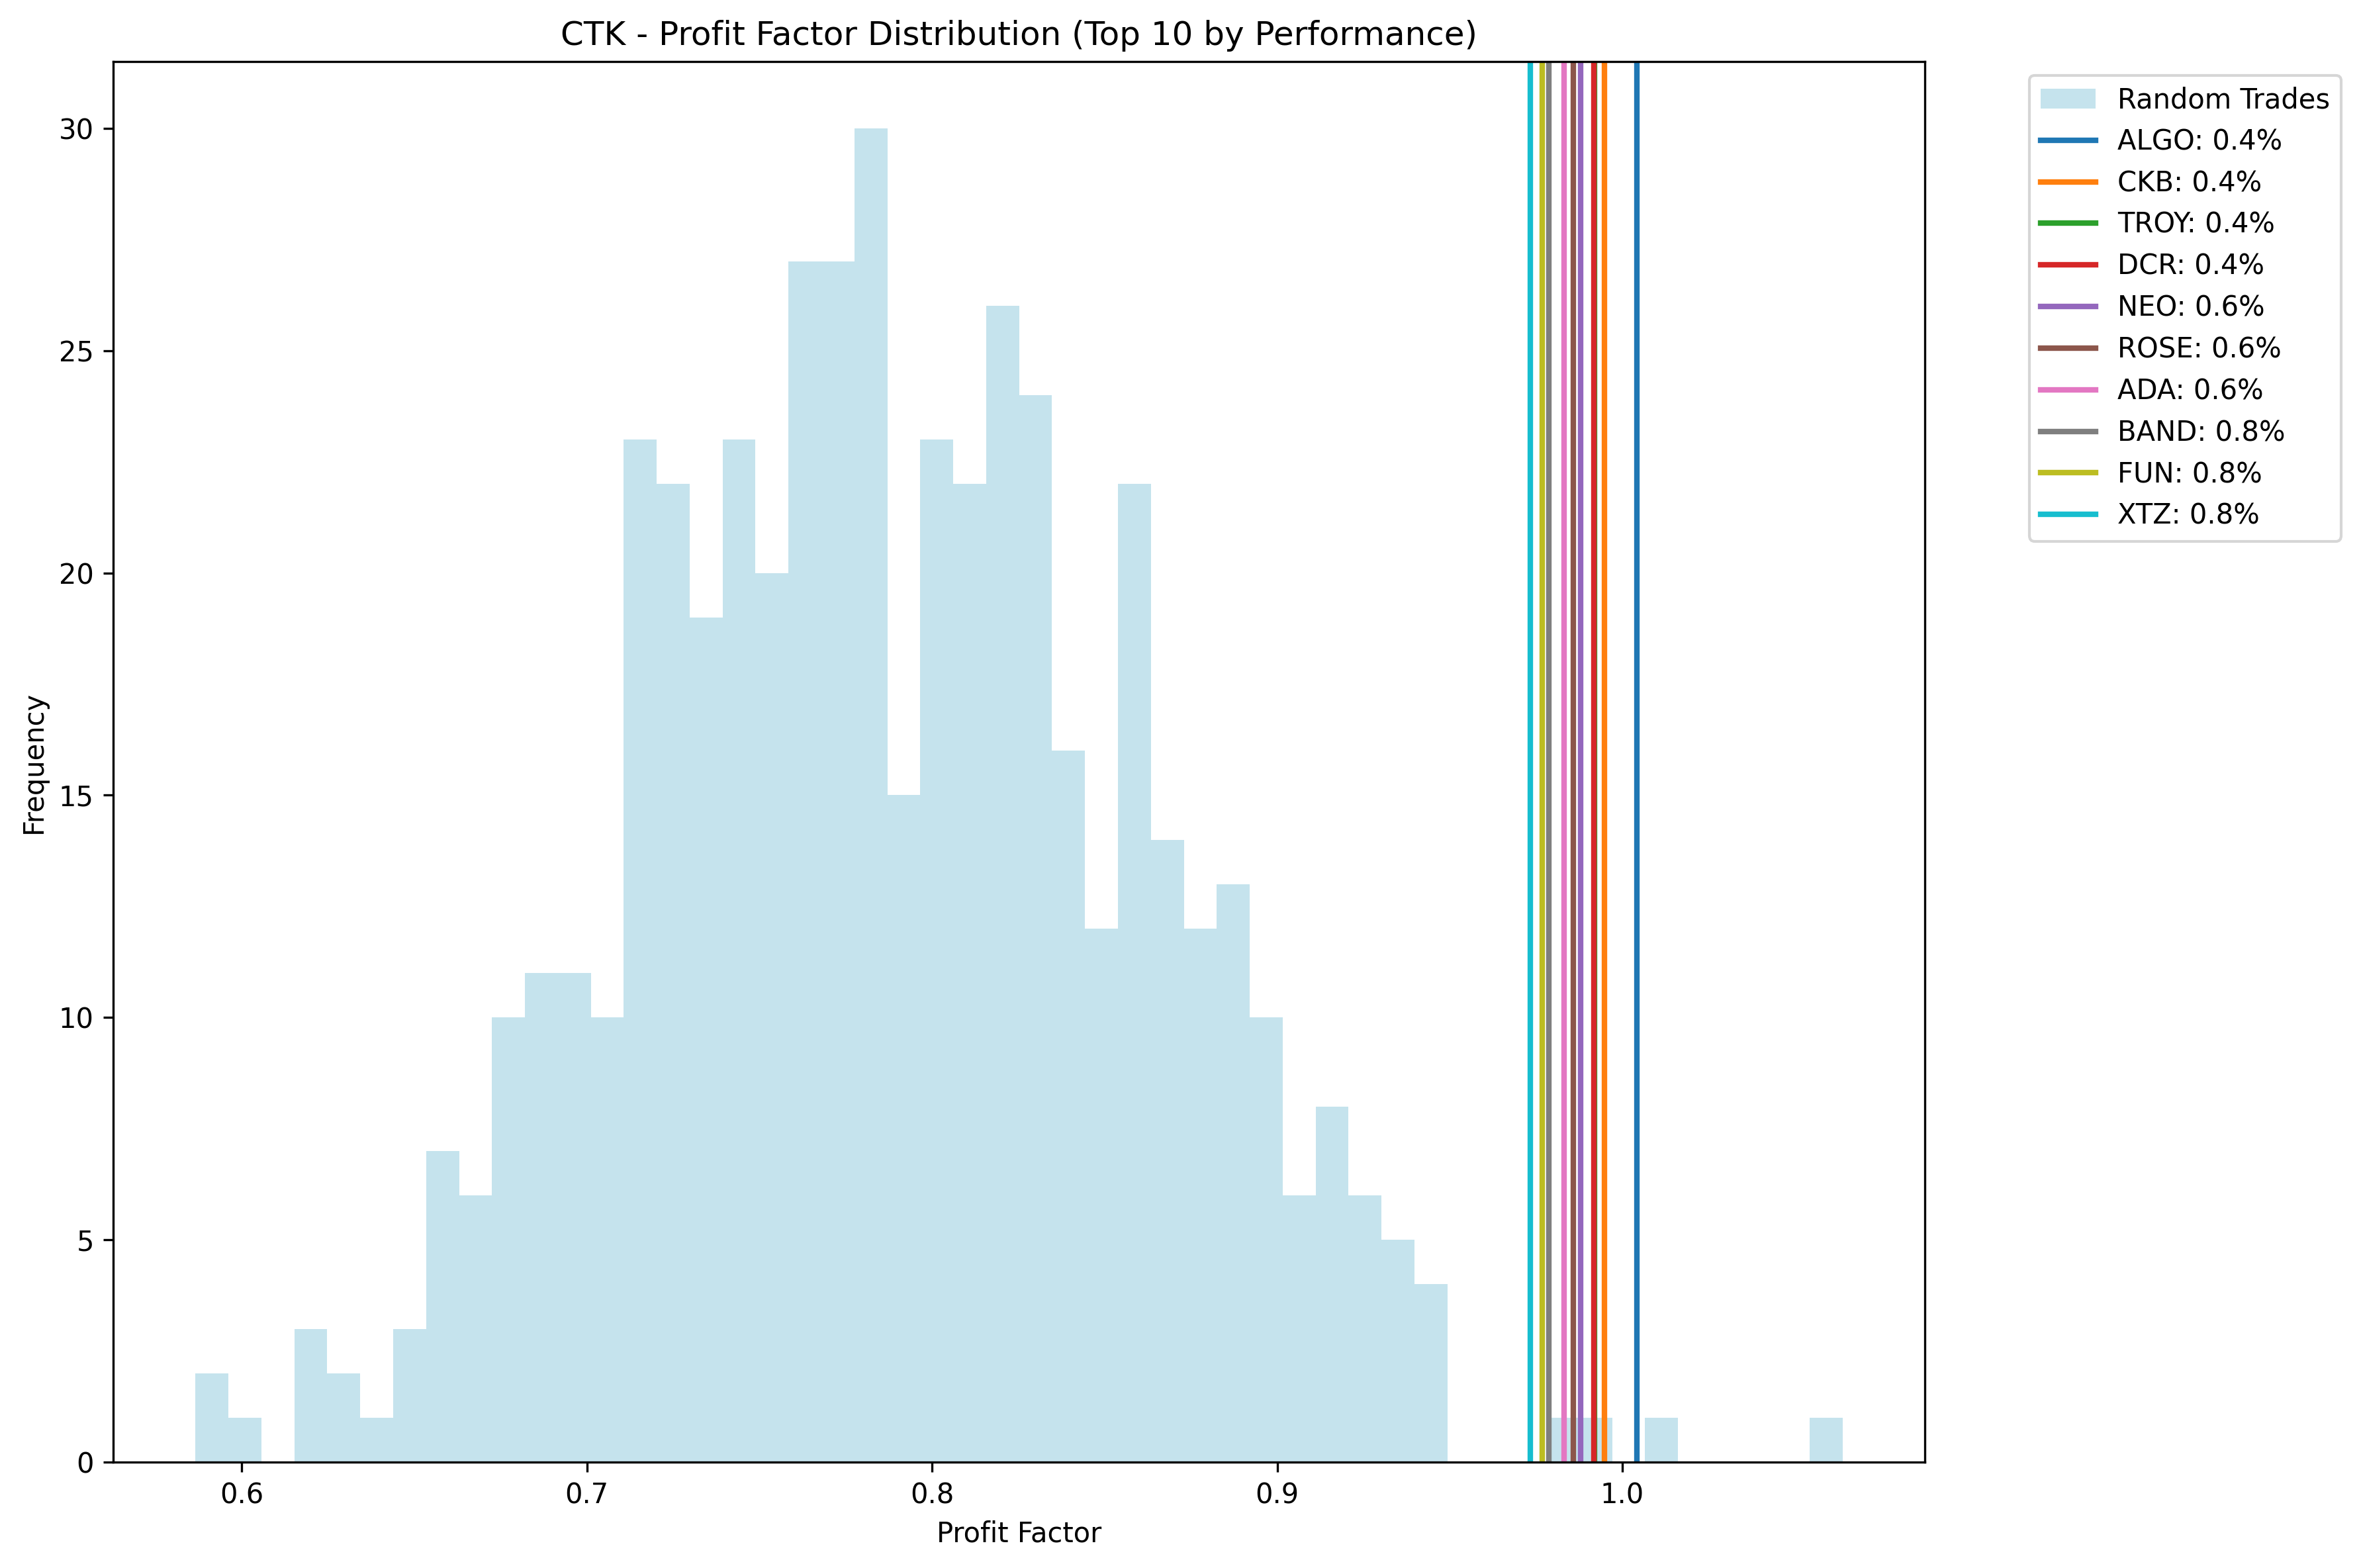 CTK - Profit Factor Distribution (Top 10 by Performance)
Frequency
30
25
20
15
10
5
0
0.6
0.7
0.8
0.9
1.0
Profit Factor
Random Trades
ALGO: 0.4%
CKB: 0.4%
TROY: 0.4%
DCR: 0.4%
NEO: 0.6%
ROSE: 0.6%
ADA: 0.6%
BAND: 0.8%
FUN: 0.8%
XTZ: 0.8%